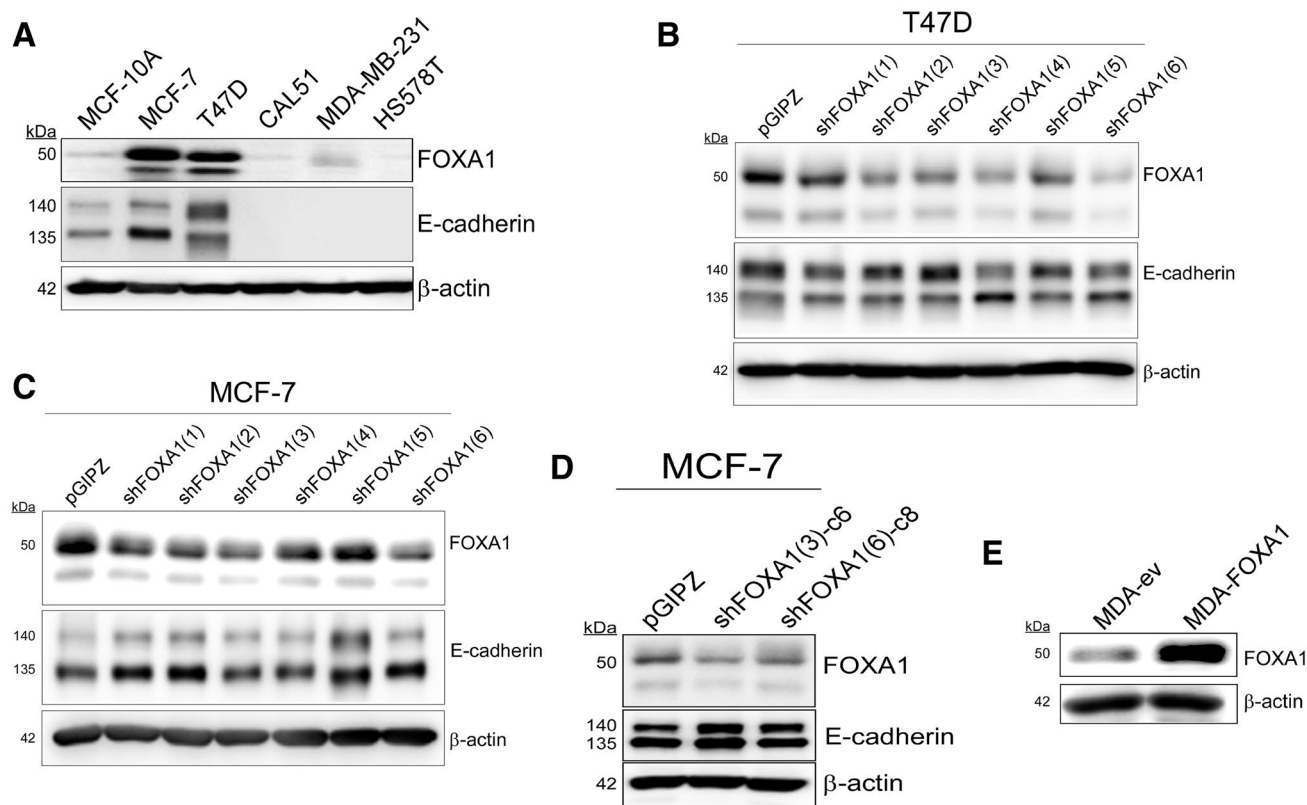 A
MCF-10A MCF-7 T47D CAL51 MDA-MB-231 HS578T
kDa
50 FOXA1
140
E-cadherin
135
42 β-actin
B
T47D
pGIPZ shFOXA1(1) shFOXA1(2) shFOXA1(3) shFOXA1(4) shFOXA1(5) shFOXA1(6)
kDa
50 FOXA1
140 E-cadherin
135
42 β-actin
C
MCF-7
pGIPZ shFOXA1(1) shFOXA1(2) shFOXA1(3) shFOXA1(4) shFOXA1(5) shFOXA1(6)
kDa
50 FOXA1
140
E-cadherin
135
42 β-actin
D
MCF-7
pGIPZ shFOXA1(3)-c6 shFOXA1(6)-c8
kDa
50 FOXA1
140
E-cadherin
135
42 β-actin
E
MDA-ev MDA-FOXA1
kDa
50 FOXA1
42 β-actin